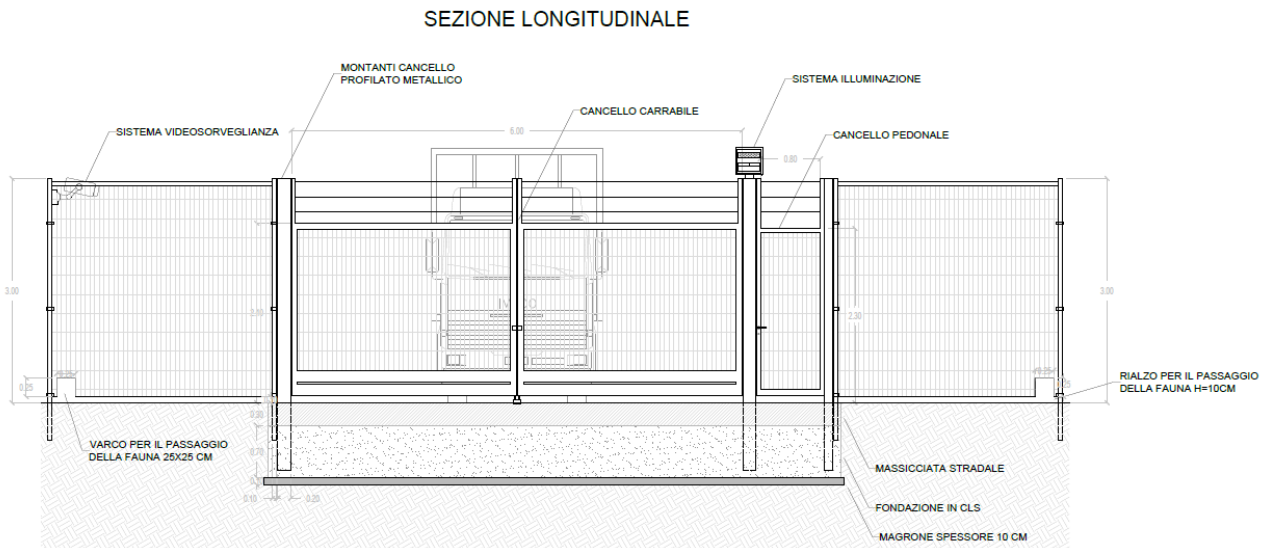 SEZIONE LONGITUDINALE
MONTANTI CANCELLO
PROFILATO METALLICO
SISTEMA ILLUMINAZIONE
CANCELLO CARRABILE
SISTEMA VIDEOSORVEGLIANZA
6.00
CANCELLO PEDONALE
0.80
3.00
3.00
2.30
0.25
0.25
RIALZO PER IL PASSAGGIO
DELLA FAUNA H=10CM
VARCO PER IL PASSAGGIO
DELLA FAUNA 25X25 CM
0.70
MASSICCIATA STRADALE
0.10
0.20
FONDAZIONE IN CLS
MAGRONE SPESSORE 10 CM